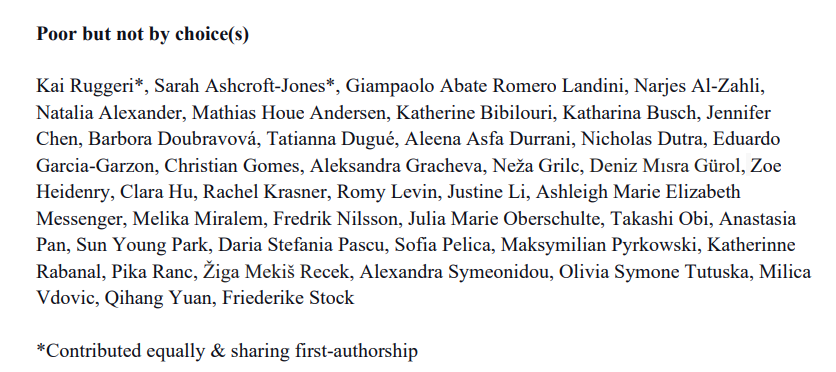 Poor but not by choice(s)
Kai Ruggeri*, Sarah Ashcroft-Jones*, Giampaolo Abate Romero Landini, Narjes Al-Zahli,
Natalia Alexander, Mathias Houe Andersen, Katherine Bibilouri, Katharina Busch, Jennifer
Chen, Barbora Doubravová, Tatianna Dugué, Aleena Asfa Durrani, Nicholas Dutra, Eduardo
Garcia-Garzon, Christian Gomes, Aleksandra Gracheva, Neža Grilc, Deniz Mısra Gürol, Zoe
Heidenry, Clara Hu, Rachel Krasner, Romy Levin, Justine Li, Ashleigh Marie Elizabeth
Messenger, Melika Miralem, Fredrik Nilsson, Julia Marie Oberschulte, Takashi Obi, Anastasia
Pan, Sun Young Park, Daria Stefania Pascu, Sofia Pelica, Maksymilian Pyrkowski, Katherinne
Rabanal, Pika Ranc, Žiga Mekiš Recek, Alexandra Symeonidou, Olivia Symone Tutuska, Milica
Vdovic, Qihang Yuan, Friederike Stock
*Contributed equally & sharing first-authorship